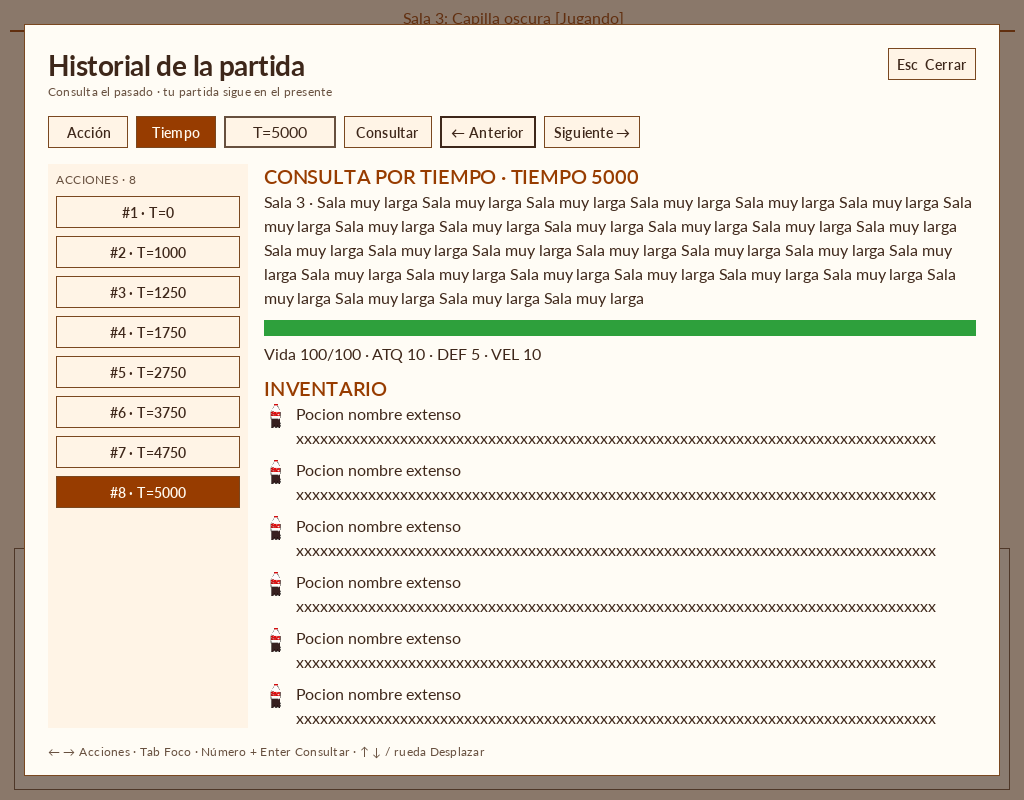 Sala 3: Capilla oscura [Jugando]
Historial de la partida
Consulta el pasado · tu partida sigue en el presente
Esc Cerrar
Acción
Tiempo
T=5000
Consultar
← Anterior
Siguiente →
ACCIONES · 8
#1 · T=0
#2 · T=1000
#3 · T=1250
#4 · T=1750
#5 · T=2750
#6 · T=3750
#7 · T=4750
#8 · T=5000
CONSULTA POR TIEMPO · TIEMPO 5000
Sala 3 · Sala muy larga Sala muy larga Sala muy larga Sala muy larga Sala muy larga Sala muy larga Sala
muy larga Sala muy larga Sala muy larga Sala muy larga Sala muy larga Sala muy larga Sala muy larga
Sala muy larga Sala muy larga Sala muy larga Sala muy larga Sala muy larga Sala muy larga Sala muy
larga Sala muy larga Sala muy larga Sala muy larga Sala muy larga Sala muy larga Sala muy larga Sala
muy larga Sala muy larga Sala muy larga Sala muy larga
Vida 100/100 · ATQ 10 · DEF 5 · VEL 10
INVENTARIO
Pocion nombre extenso
xxxxxxxxxxxxxxxxxxxxxxxxxxxxxxxxxxxxxxxxxxxxxxxxxxxxxxxxxxxxxxxxxxxxxxxxxxxxxxxx
Pocion nombre extenso
xxxxxxxxxxxxxxxxxxxxxxxxxxxxxxxxxxxxxxxxxxxxxxxxxxxxxxxxxxxxxxxxxxxxxxxxxxxxxxxx
Pocion nombre extenso
xxxxxxxxxxxxxxxxxxxxxxxxxxxxxxxxxxxxxxxxxxxxxxxxxxxxxxxxxxxxxxxxxxxxxxxxxxxxxxxx
Pocion nombre extenso
xxxxxxxxxxxxxxxxxxxxxxxxxxxxxxxxxxxxxxxxxxxxxxxxxxxxxxxxxxxxxxxxxxxxxxxxxxxxxxxx
Pocion nombre extenso
xxxxxxxxxxxxxxxxxxxxxxxxxxxxxxxxxxxxxxxxxxxxxxxxxxxxxxxxxxxxxxxxxxxxxxxxxxxxxxxx
Pocion nombre extenso
xxxxxxxxxxxxxxxxxxxxxxxxxxxxxxxxxxxxxxxxxxxxxxxxxxxxxxxxxxxxxxxxxxxxxxxxxxxxxxxx
← → Acciones · Tab Foco · Número + Enter Consultar · ↑ ↓ / rueda Desplazar